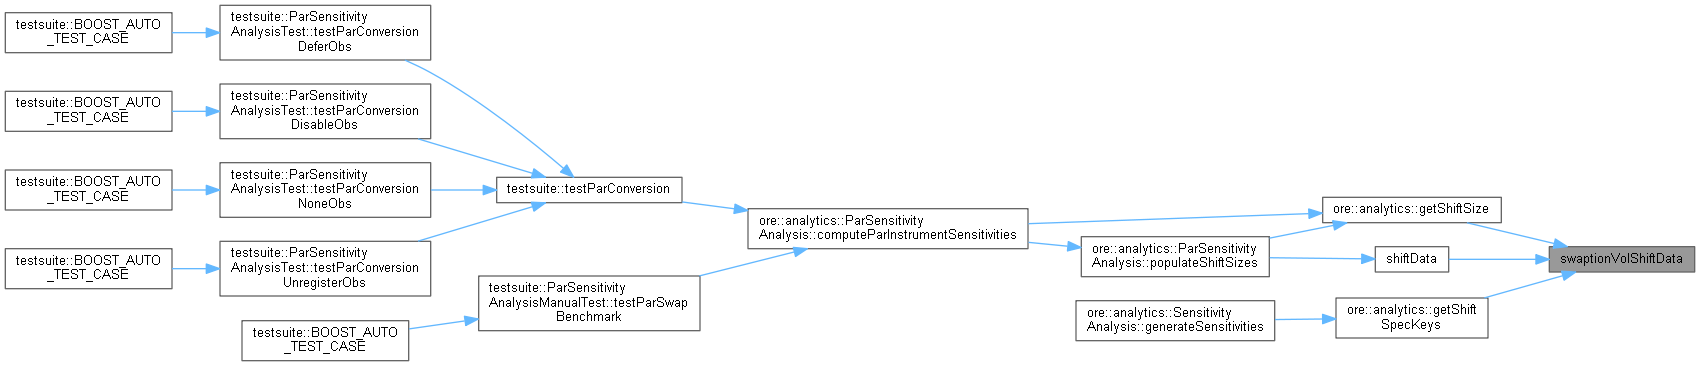 testsuite::BOOST_AUTO
_TEST_CASE
testsuite::ParSensitivity
AnalysisTest::testParConversion
DeferObs
testsuite::BOOST_AUTO
_TEST_CASE
testsuite::ParSensitivity
AnalysisTest::testParConversion
DisableObs
testsuite::BOOST_AUTO
_TEST_CASE
testsuite::ParSensitivity
AnalysisTest::testParConversion
NoneObs
testsuite::BOOST_AUTO
_TEST_CASE
testsuite::ParSensitivity
AnalysisTest::testParConversion
UnregisterObs
testsuite::BOOST_AUTO
_TEST_CASE
testsuite::ParSensitivity
AnalysisManualTest::testParSwap
Benchmark
testsuite::testParConversion
ore::analytics::ParSensitivity
Analysis::computeParInstrumentSensitivities
ore::analytics::ParSensitivity
Analysis::populateShiftSizes
ore::analytics::Sensitivity
Analysis::generateSensitivities
ore::analytics::getShiftSize
shiftData
ore::analytics::getShift
SpecKeys
swaptionVolShiftData